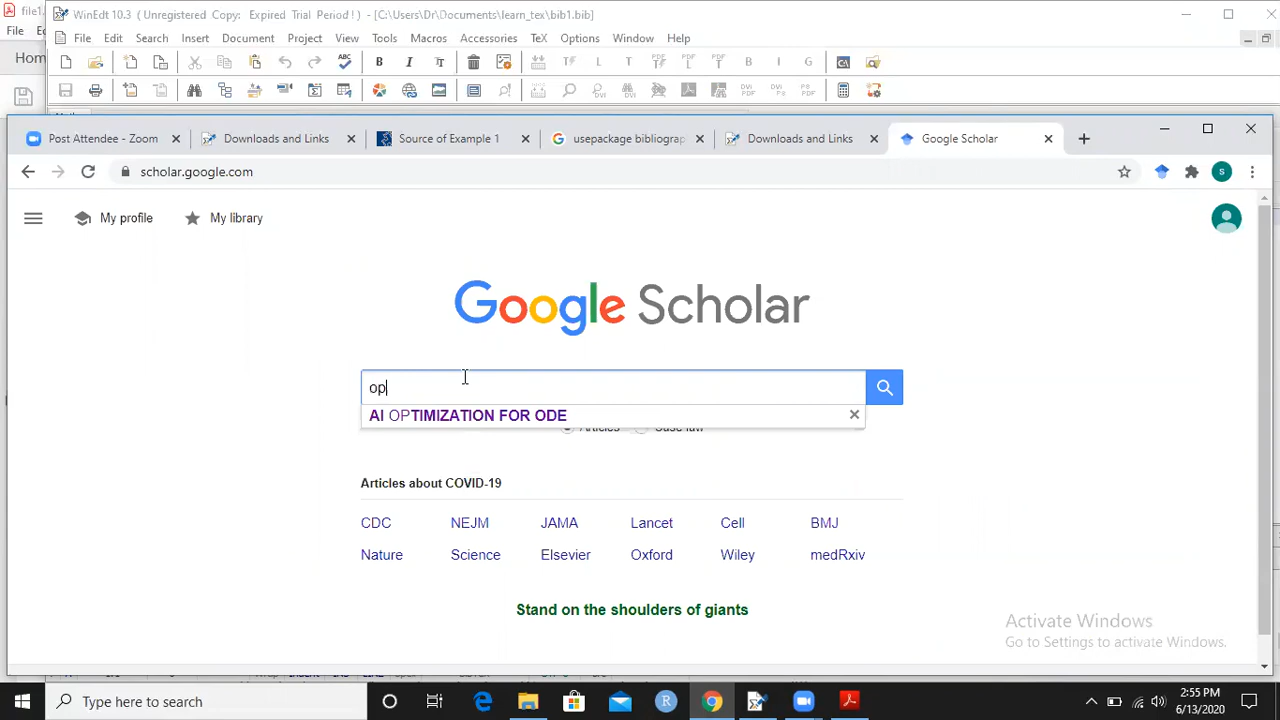 file1.
WinEdt 10.3 ( Unregistered Copy: Expired Trial Period! ) - [C:\Users\Dr\Documents\learn_tex\bib1.bib]
File
File Edit Search Insert Document Project View Tools Macros Accessories TeX Options Window Help
Hom
Post Attendee - Zoom
Downloads and Links
Source of Example 1
usepackage bibliograp
Downloads and Links
Google Scholar
scholar.google.com
S
My profile
My library
Google Scholar
op
AI OPTIMIZATION FOR ODE
Articles Case law
Articles about COVID-19
CDC NEJM JAMA Lancet Cell BMJ
Nature Science Elsevier Oxford Wiley medRxiv
Stand on the shoulders of giants
Activate Windows
Go to Settings to activate Windows.
Type here to search
2:55 PM
6/13/2020